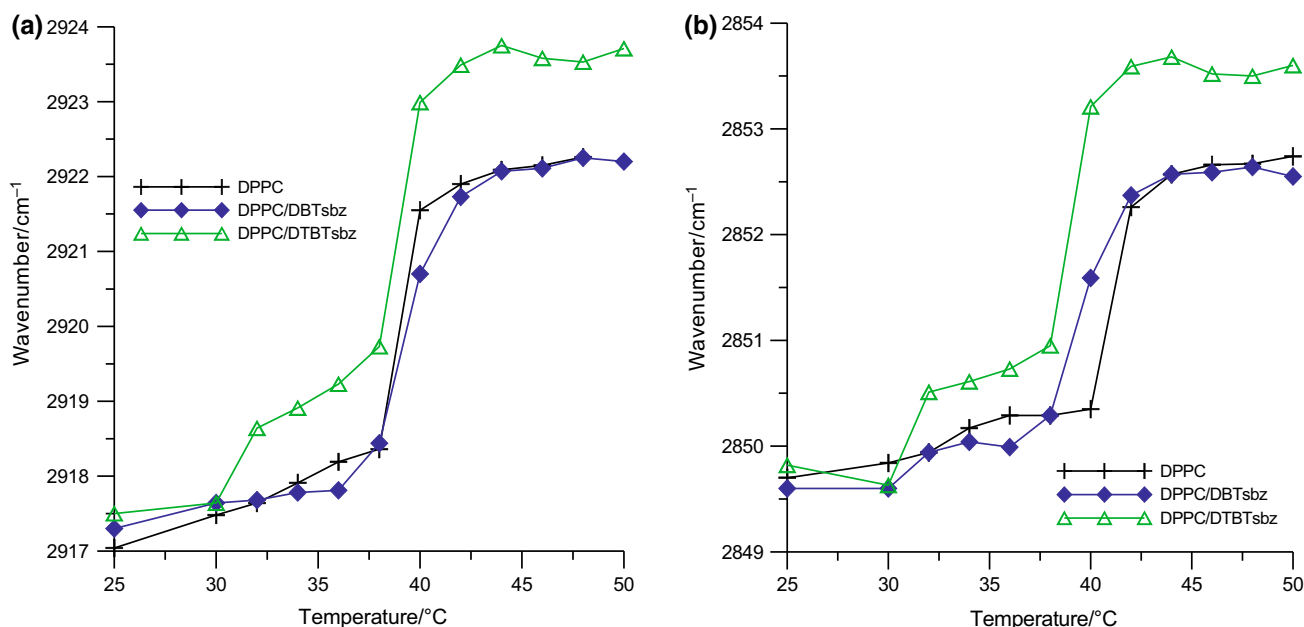 (a)
2924
2923
2922
2921
2920
2919
2918
2917
Wavenumber/cm⁻¹
DPPC
DPPC/DBTsbz
DPPC/DTBTsbz
25 30 35 40 45 50
Temperature/°C
(b)
2854
2853
2852
2851
2850
2849
Wavenumber/cm⁻¹
DPPC
DPPC/DBTsbz
DPPC/DTBTsbz
25 30 35 40 45 50
Temperature/°C